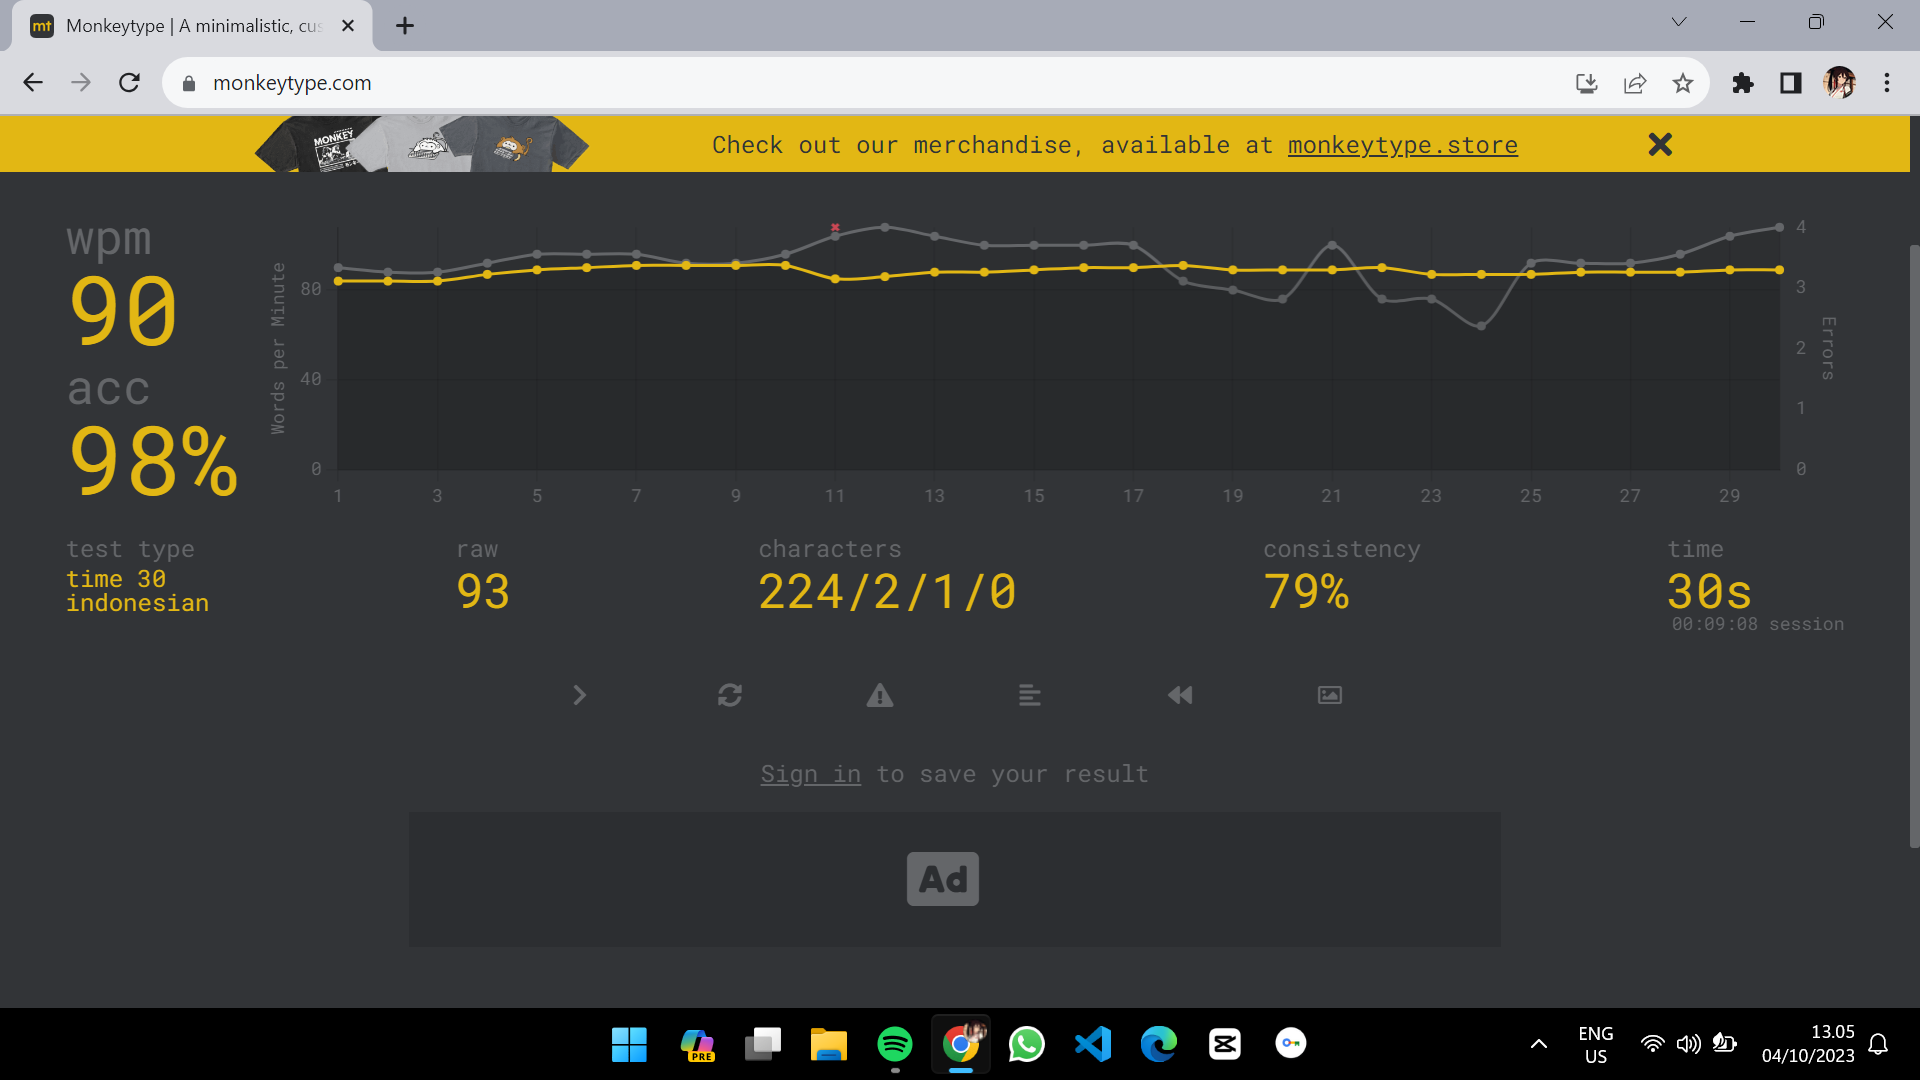 mt Monkeytype | A minimalistic, cus
monkeytype.com
MONKEY
Check out our merchandise, available at monkeytype.store
wpm
90
acc
98%
Words per Minute
80
40
0
4
3
2
1
0
Errors
1 3 5 7 9 11 13 15 17 19 21 23 25 27 29
test type
time 30
indonesian
raw
93
characters
224/2/1/0
consistency
79%
time
30s
00:09:08 session
Sign in to save your result
Ad
PRE
ENG
US
13.05
04/10/2023